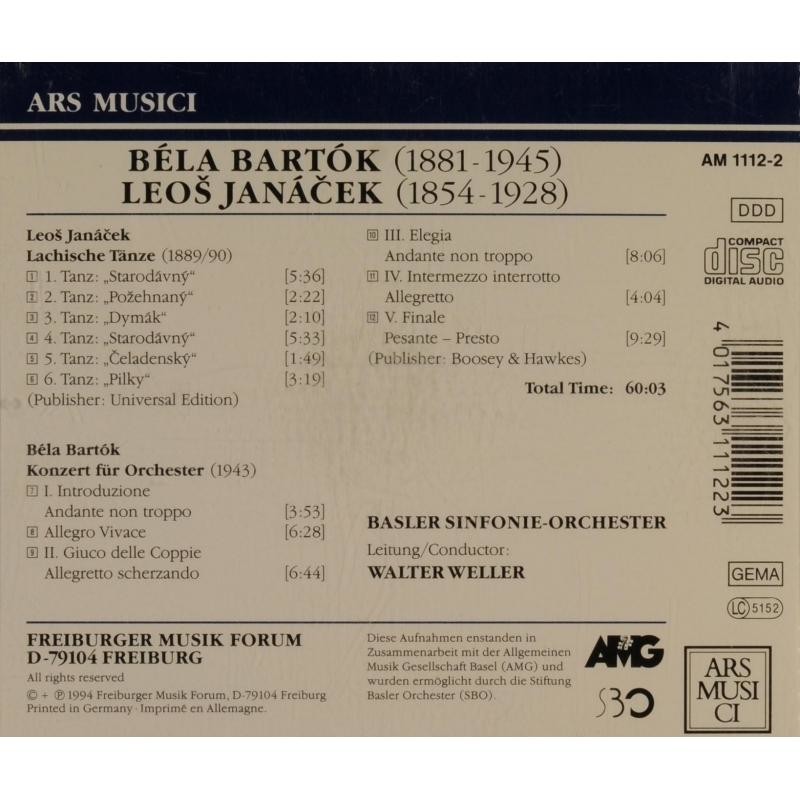 ARS MUSICI
BÉLA BARTÓK (1881-1945)
LEOŠ JANÁČEK (1854-1928)
AM 1112-2
DDD
COMPACT
disc
DIGITAL AUDIO
Leoš Janáček
Lachische Tänze (1889/90)
1 1. Tanz: „Starodávný“ [5:36]
2 2. Tanz: „Požehnaný“ [2:22]
3 3. Tanz: „Dymák“ [2:10]
4 4. Tanz: „Starodávný“ [5:33]
5 5. Tanz: „Čeladenský“ [1:49]
6 6. Tanz: „Pilky“ [3:19]
(Publisher: Universal Edition)
Béla Bartók
Konzert für Orchester (1943)
7 I. Introduzione
Andante non troppo [3:53]
8 Allegro Vivace [6:28]
9 II. Giuco delle Coppie
Allegretto scherzando [6:44]
10 III. Elegia
Andante non troppo [8:06]
11 IV. Intermezzo interrotto
Allegretto [4:04]
12 V. Finale
Pesante – Presto [9:29]
(Publisher: Boosey & Hawkes)
Total Time: 60:03
BASLER SINFONIE-ORCHESTER
Leitung/Conductor:
WALTER WELLER
4 017563 111223
GEMA
LC 5152
FREIBURGER MUSIK FORUM
D-79104 FREIBURG
All rights reserved
© + ℗ 1994 Freiburger Musik Forum, D-79104 Freiburg
Printed in Germany · Imprimé en Allemagne.
Diese Aufnahmen enstanden in
Zusammenarbeit mit der Allgemeinen
Musik Gesellschaft Basel (AMG) und
wurden ermöglicht durch die Stiftung
Basler Orchester (SBO).
AMG
SBO
ARS
MUSI
CI